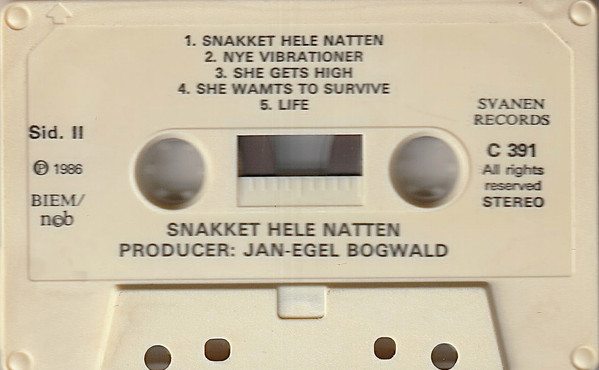 1. SNAKKET HELE NATTEN
2. NYE VIBRATIONER
3. SHE GETS HIGH
4. SHE WAMTS TO SURVIVE
5. LIFE
Sid. II
℗ 1986
BIEM/
ncb
SVANEN
RECORDS
C 391
All rights
reserved
STEREO
SNAKKET HELE NATTEN
PRODUCER: JAN-EGEL BOGWALD